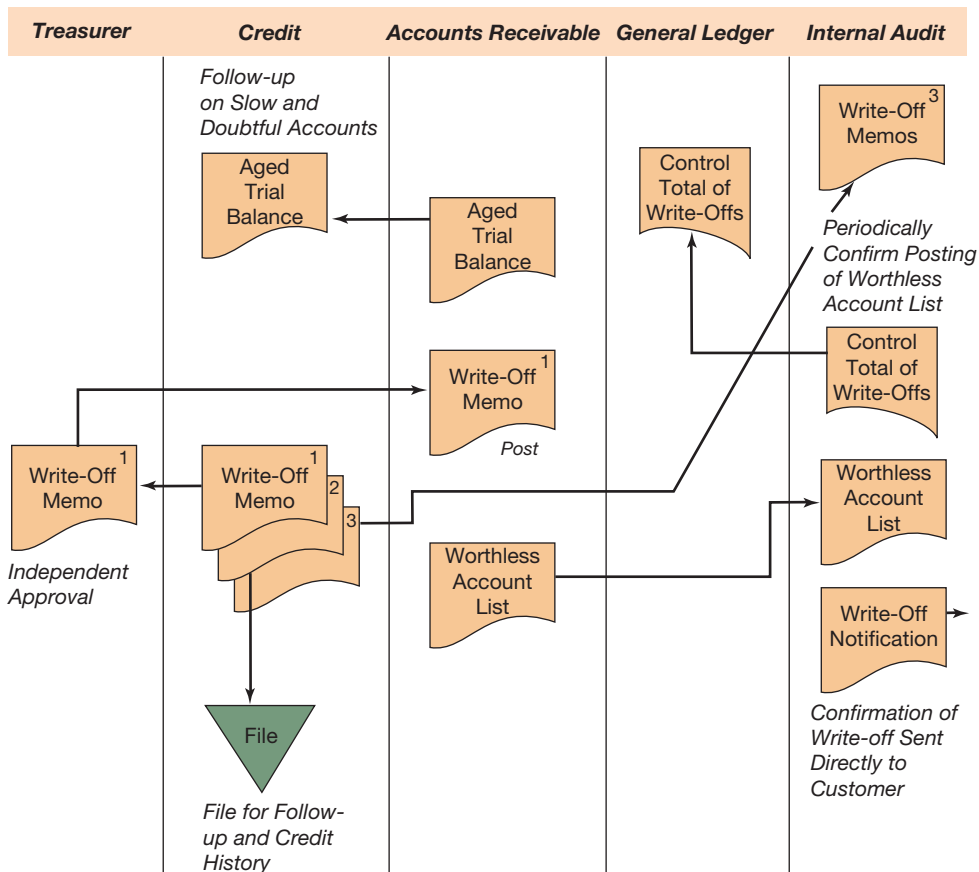 Treasurer
Credit
Accounts Receivable
General Ledger
Internal Audit
Follow-up
on Slow and
Doubtful Accounts
Aged
Trial
Balance
File
File for Follow-
up and Credit
History
Write-Off 1
Memo
Independent
Approval
Write-Off 1
Memo
2
3
Aged
Trial
Balance
Write-Off 1
Memo
Post
Worthless
Account
List
Control
Total of
Write-Offs
Write-Off 3
Memos
Periodically
Confirm Posting
of Worthless
Account List
Control
Total of
Write-Offs
Worthless
Account
List
Write-Off
Notification
Confirmation of
Write-off Sent
Directly to
Customer